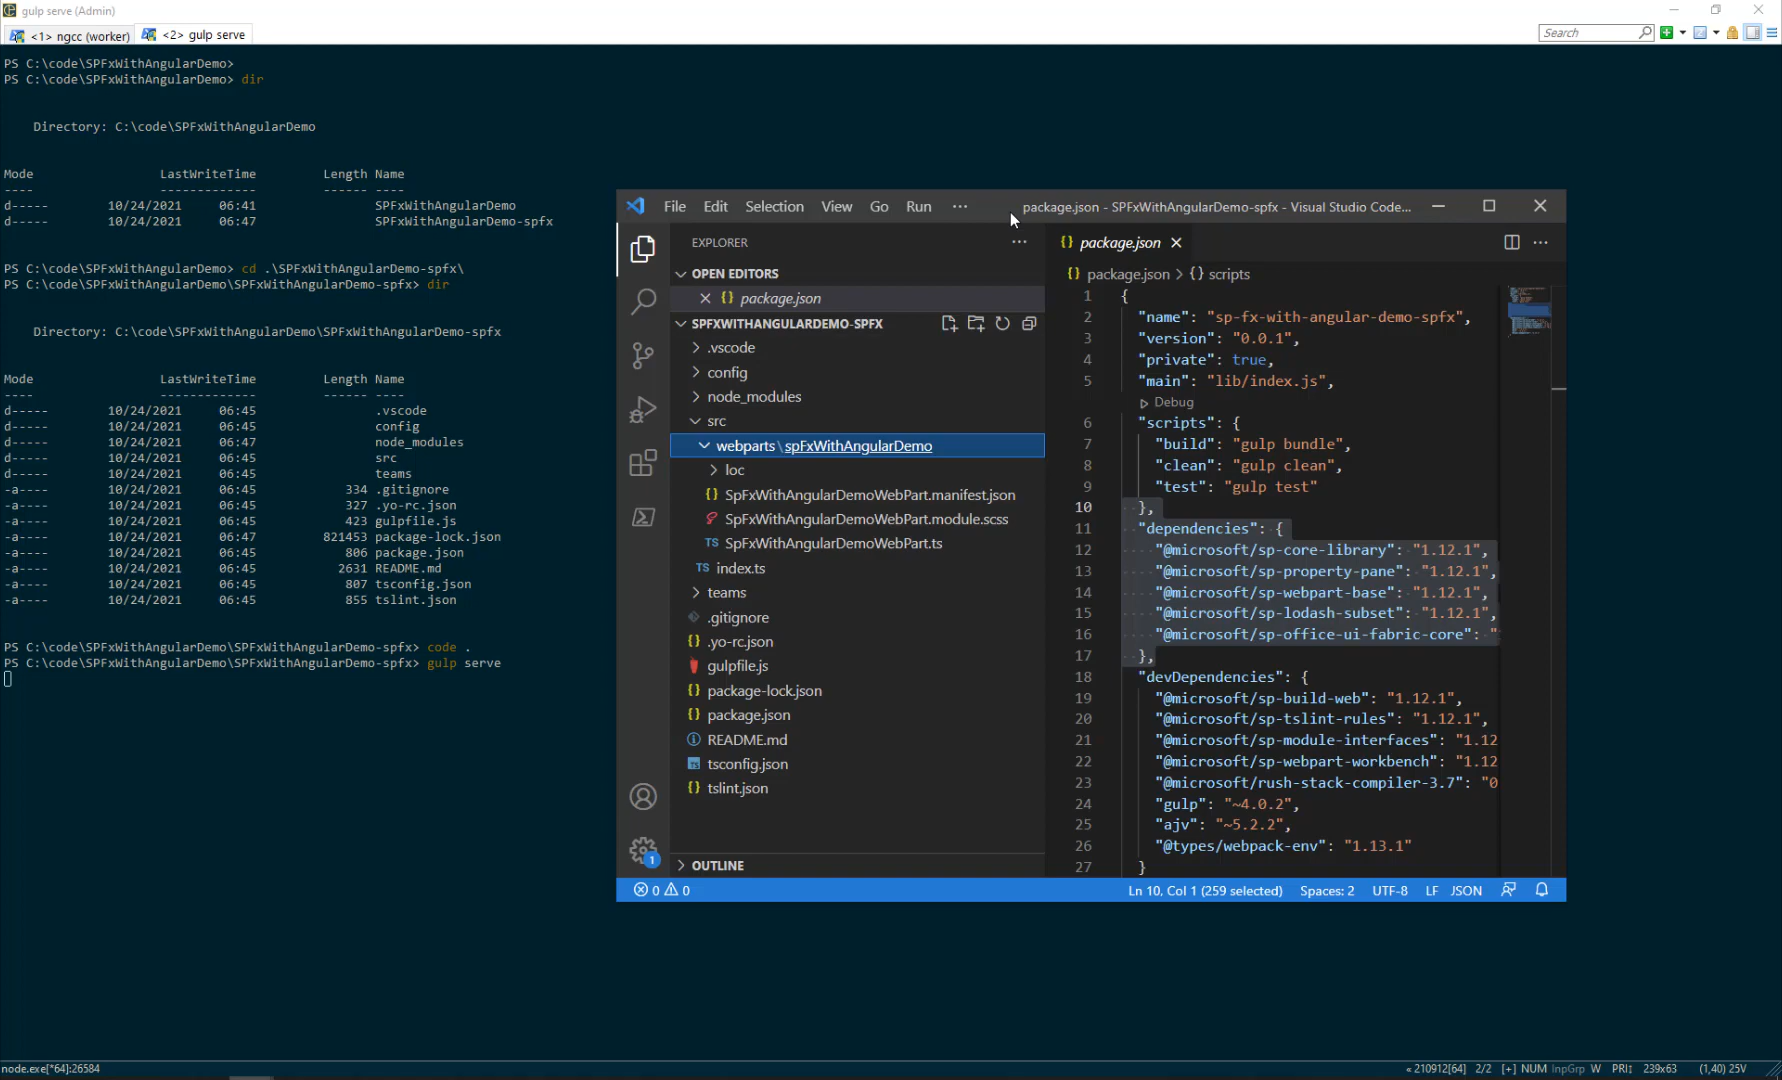 gulp serve (Admin)
<1> ngcc (worker) <2> gulp serve
Search
PS C:\code\SPFxWithAngularDemo>
PS C:\code\SPFxWithAngularDemo> dir
Directory: C:\code\SPFxWithAngularDemo
Mode LastWriteTime Length Name
---- ------------- ------ ----
d----- 10/24/2021 06:41 SPFxWithAngularDemo
d----- 10/24/2021 06:47 SPFxWithAngularDemo-spfx
PS C:\code\SPFxWithAngularDemo> cd .\SPFxWithAngularDemo-spfx\
PS C:\code\SPFxWithAngularDemo\SPFxWithAngularDemo-spfx> dir
Directory: C:\code\SPFxWithAngularDemo\SPFxWithAngularDemo-spfx
Mode LastWriteTime Length Name
---- ------------- ------ ----
d----- 10/24/2021 06:45 .vscode
d----- 10/24/2021 06:45 config
d----- 10/24/2021 06:47 node_modules
d----- 10/24/2021 06:45 src
d----- 10/24/2021 06:45 teams
-a---- 10/24/2021 06:45 334 .gitignore
-a---- 10/24/2021 06:45 327 .yo-rc.json
-a---- 10/24/2021 06:45 423 gulpfile.js
-a---- 10/24/2021 06:47 821453 package-lock.json
-a---- 10/24/2021 06:45 806 package.json
-a---- 10/24/2021 06:45 2631 README.md
-a---- 10/24/2021 06:45 807 tsconfig.json
-a---- 10/24/2021 06:45 855 tslint.json
PS C:\code\SPFxWithAngularDemo\SPFxWithAngularDemo-spfx> code .
PS C:\code\SPFxWithAngularDemo\SPFxWithAngularDemo-spfx> gulp serve
File Edit Selection View Go Run ··· package.json - SPFxWithAngularDemo-spfx - Visual Studio Code...
EXPLORER
OPEN EDITORS
package.json
SPFXWITHANGULARDEMO-SPFX
.vscode
config
node_modules
src
webparts\spFxWithAngularDemo
loc
SpFxWithAngularDemoWebPart.manifest.json
SpFxWithAngularDemoWebPart.module.scss
TS SpFxWithAngularDemoWebPart.ts
TS index.ts
teams
.gitignore
{} .yo-rc.json
gulpfile.js
{} package-lock.json
{} package.json
README.md
tsconfig.json
{} tslint.json
OUTLINE
{} package.json
{} package.json > {} scripts
1 {
2 "name": "sp-fx-with-angular-demo-spfx",
3 "version": "0.0.1",
4 "private": true,
5 "main": "lib/index.js",
Debug
6 "scripts": {
7 "build": "gulp bundle",
8 "clean": "gulp clean",
9 "test": "gulp test"
10 },
11 "dependencies": {
12 "@microsoft/sp-core-library": "1.12.1",
13 "@microsoft/sp-property-pane": "1.12.1",
14 "@microsoft/sp-webpart-base": "1.12.1",
15 "@microsoft/sp-lodash-subset": "1.12.1",
16 "@microsoft/sp-office-ui-fabric-core": "
17 },
18 "devDependencies": {
19 "@microsoft/sp-build-web": "1.12.1",
20 "@microsoft/sp-tslint-rules": "1.12.1",
21 "@microsoft/sp-module-interfaces": "1.12
22 "@microsoft/sp-webpart-workbench": "1.12
23 "@microsoft/rush-stack-compiler-3.7": "0
24 "gulp": "~4.0.2",
25 "ajv": "~5.2.2",
26 "@types/webpack-env": "1.13.1"
27 }
1
0 0 Ln 10, Col 1 (259 selected) Spaces: 2 UTF-8 LF JSON
node.exe[*64]:26584 « 210912[64] 2/2 [+] NUM InpGrp W PRI↕ 239x63 (1,40) 25V